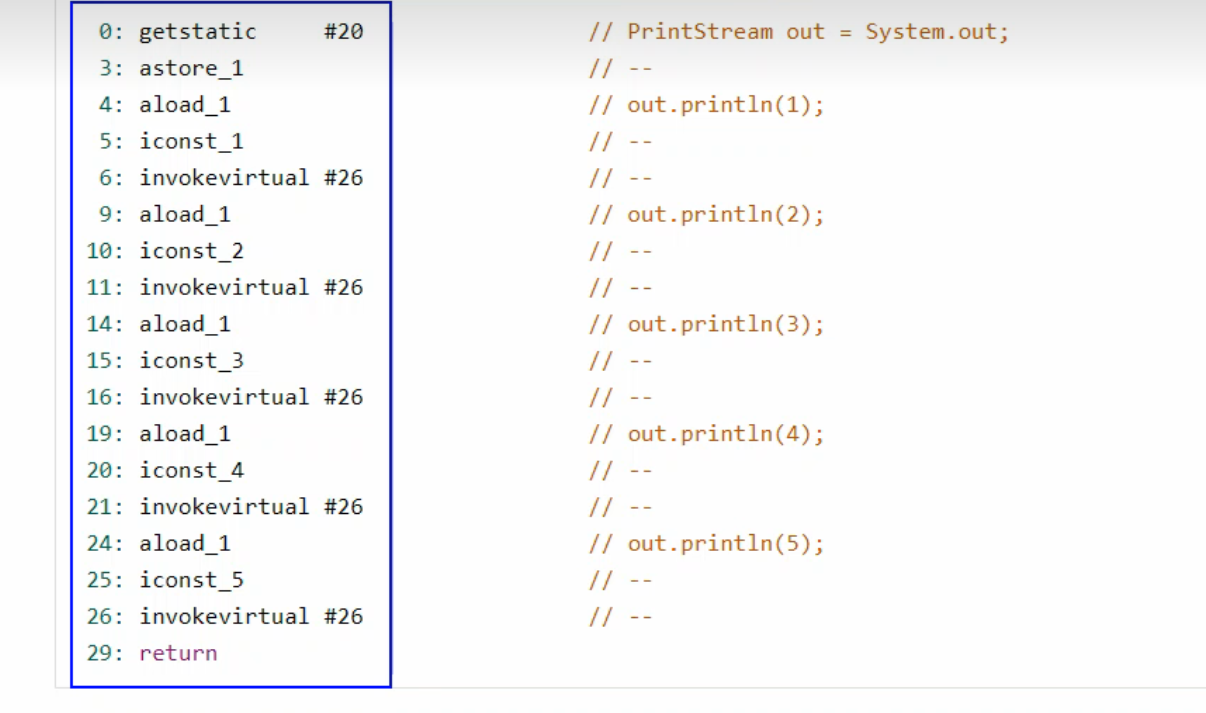 0: getstatic #20 // PrintStream out = System.out;
3: astore_1 // --
4: aload_1 // out.println(1);
5: iconst_1 // --
6: invokevirtual #26 // --
9: aload_1 // out.println(2);
10: iconst_2 // --
11: invokevirtual #26 // --
14: aload_1 // out.println(3);
15: iconst_3 // --
16: invokevirtual #26 // --
19: aload_1 // out.println(4);
20: iconst_4 // --
21: invokevirtual #26 // --
24: aload_1 // out.println(5);
25: iconst_5 // --
26: invokevirtual #26 // --
29: return